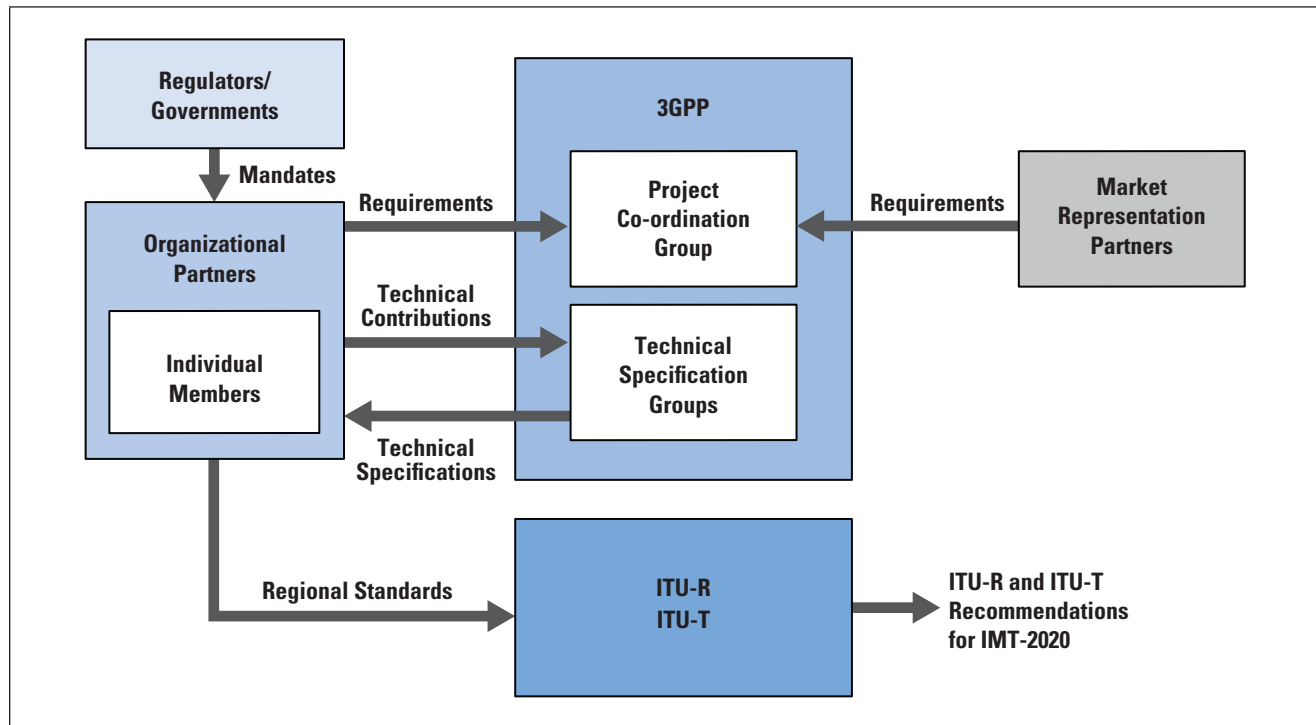 Regulators/
Governments
Mandates
Organizational
Partners
Individual
Members
Requirements
Technical
Contributions
Technical
Specifications
3GPP
Project
Co-ordination
Group
Technical
Specification
Groups
Requirements
Market
Representation
Partners
Regional Standards
ITU-R
ITU-T
ITU-R and ITU-T
Recommendations
for IMT-2020